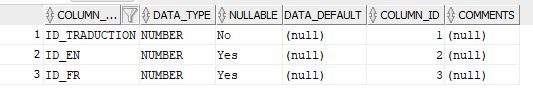 COLUMN_... DATA_TYPE NULLABLE DATA_DEFAULT COLUMN_ID COMMENTS
1 ID_TRADUCTION NUMBER No (null) 1 (null)
2 ID_EN NUMBER Yes (null) 2 (null)
3 ID_FR NUMBER Yes (null) 3 (null)